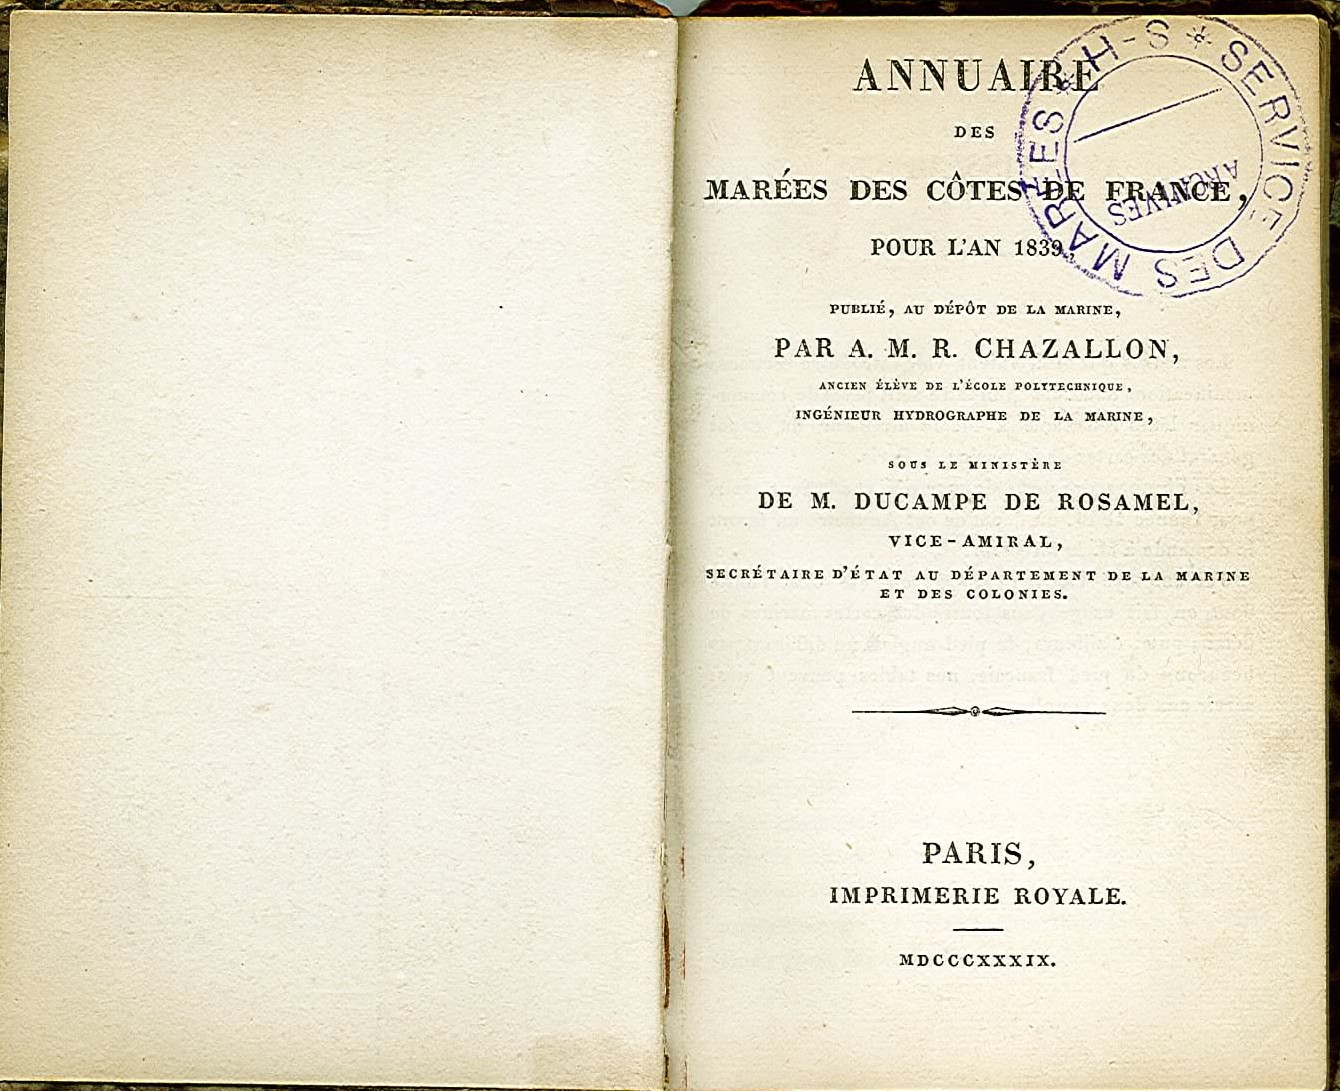 ANNUAIRE
DES
MARÉES DES CÔTES DE FRANCE,
POUR L'AN 1839,
PUBLIÉ, AU DÉPÔT DE LA MARINE,
PAR A. M. R. CHAZALLON,
ANCIEN ÉLÈVE DE L'ÉCOLE POLYTECHNIQUE,
INGÉNIEUR HYDROGRAPHE DE LA MARINE,
SOUS LE MINISTÈRE
DE M. DUCAMPE DE ROSAMEL,
VICE-AMIRAL,
SECRÉTAIRE D'ÉTAT AU DÉPARTEMENT DE LA MARINE
ET DES COLONIES.
PARIS,
IMPRIMERIE ROYALE.
MDCCCXXXIX.
H-S * SERVICE DES MARÉES *
ARCHIVES